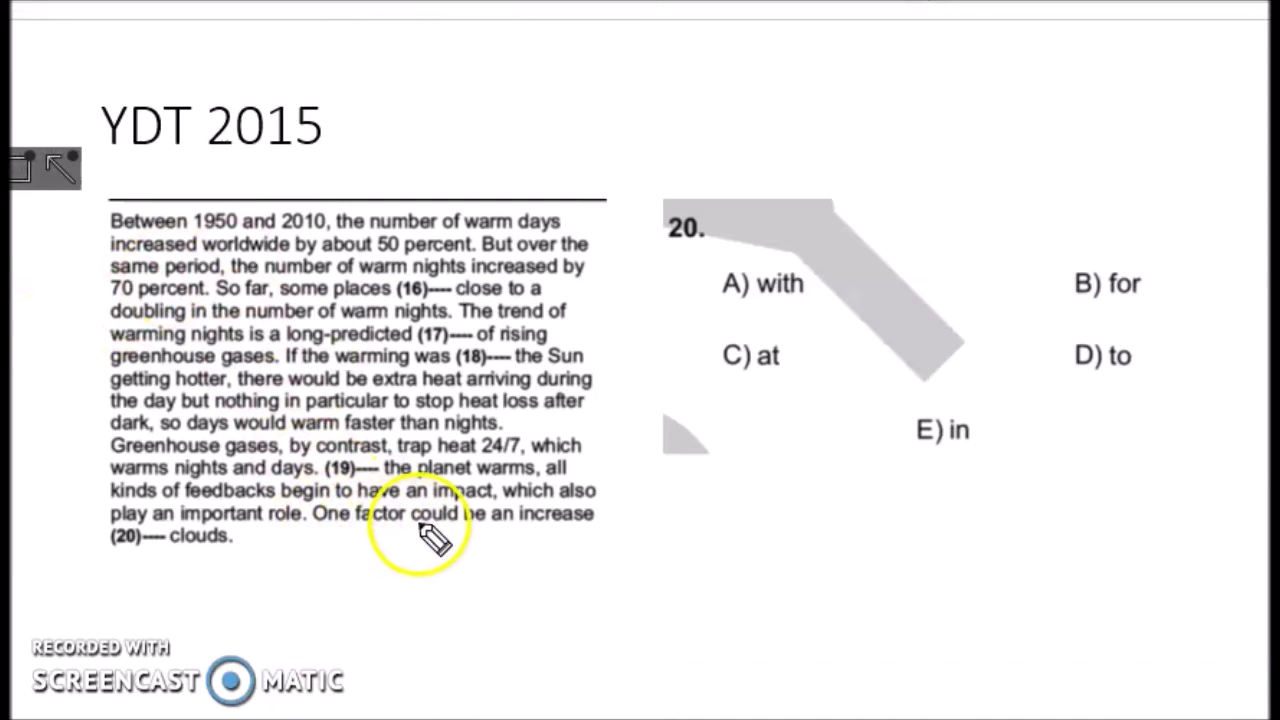 YDT 2015
Between 1950 and 2010, the number of warm days
increased worldwide by about 50 percent. But over the
same period, the number of warm nights increased by
70 percent. So far, some places (16)---- close to a
doubling in the number of warm nights. The trend of
warming nights is a long-predicted (17)---- of rising
greenhouse gases. If the warming was (18)---- the Sun
getting hotter, there would be extra heat arriving during
the day but nothing in particular to stop heat loss after
dark, so days would warm faster than nights.
Greenhouse gases, by contrast, trap heat 24/7, which
warms nights and days. (19)---- the planet warms, all
kinds of feedbacks begin to have an impact, which also
play an important role. One factor could be an increase
(20)---- clouds.
20.
A) with
B) for
C) at
D) to
E) in
RECORDED WITH
SCREENCAST MATIC